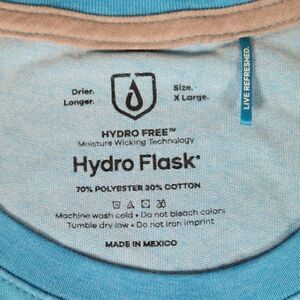 Drier.
Longer.
Size.
X Large.
LIVE REFRESHED.
HYDRO FREE™
Moisture Wicking Technology
Hydro Flask®
70% POLYESTER 30% COTTON
Machine wash cold • Do not bleach colors
Tumble dry low • Do not iron imprint
MADE IN MEXICO